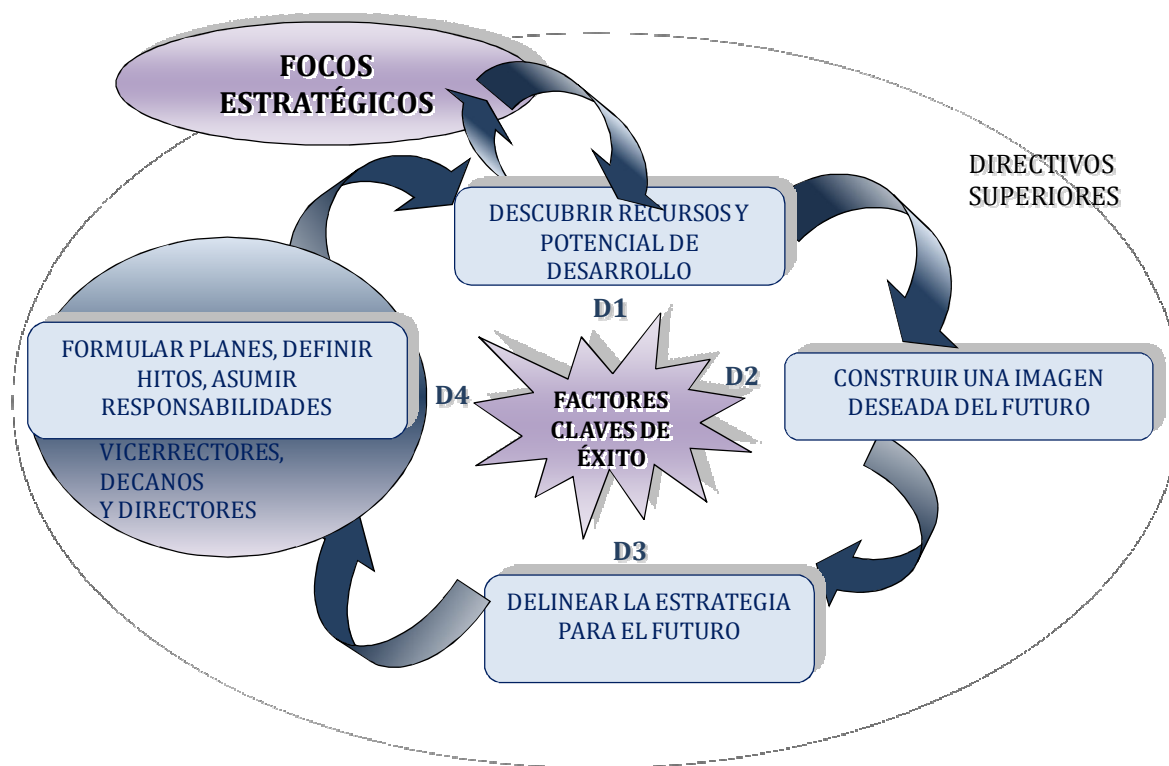 FOCOS
ESTRATÉGICOS
DIRECTIVOS
SUPERIORES
DESCUBRIR RECURSOS Y
POTENCIAL DE
DESARROLLO
D1
FORMULAR PLANES, DEFINIR
HITOS, ASUMIR
RESPONSABILIDADES
VICERRECTORES,
DECANOS
Y DIRECTORES
D4
FACTORES
CLAVES DE
ÉXITO
D2
CONSTRUIR UNA IMAGEN
DESEADA DEL FUTURO
D3
DELINEAR LA ESTRATEGIA
PARA EL FUTURO